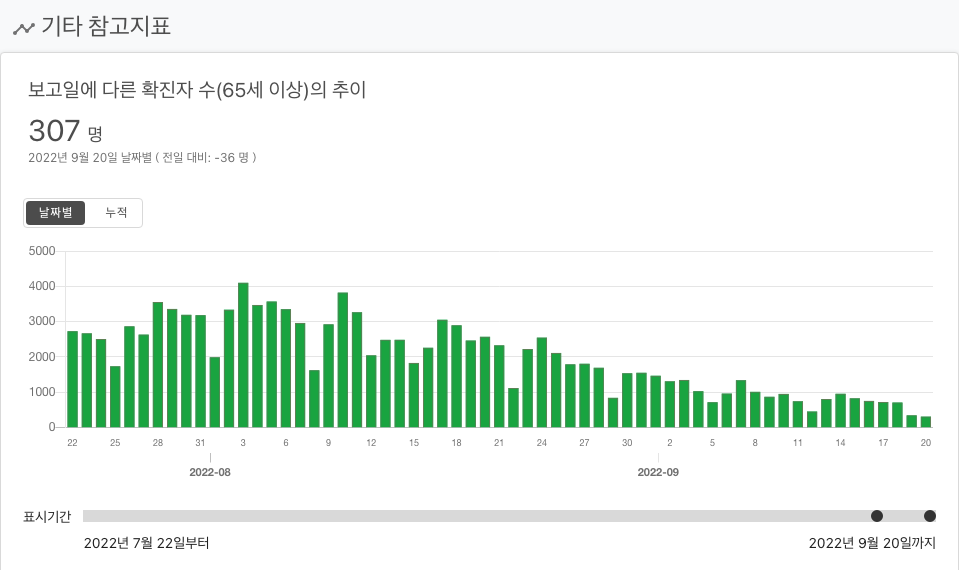 기타 참고지표
보고일에 다른 확진자 수(65세 이상)의 추이
307 명
2022년 9월 20일 날짜별 ( 전일 대비: -36 명 )
날짜별 누적
5000
4000
3000
2000
1000
0
22 25 28 31 3 6 9 12 15 18 21 24 27 30 2 5 8 11 14 17 20
2022-08 2022-09
표시기간
2022년 7월 22일부터 2022년 9월 20일까지